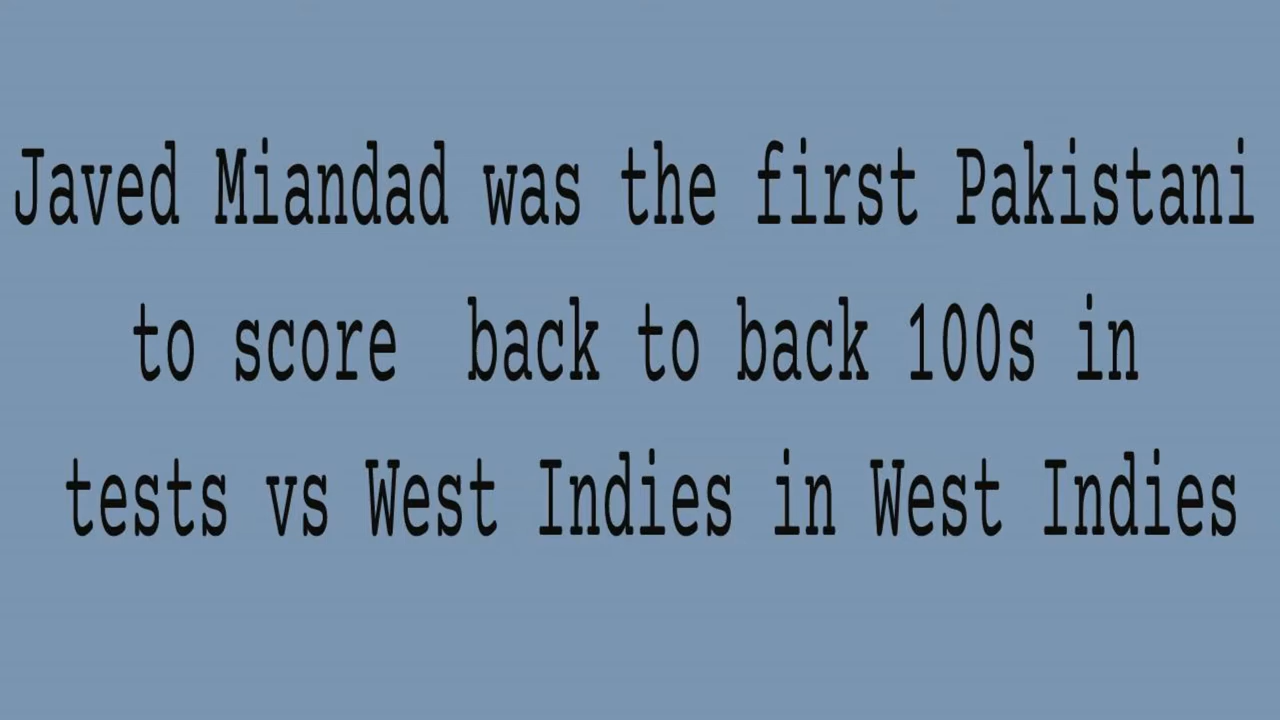 Javed Miandad was the first Pakistani
to score back to back 100s in
tests vs West Indies in West Indies